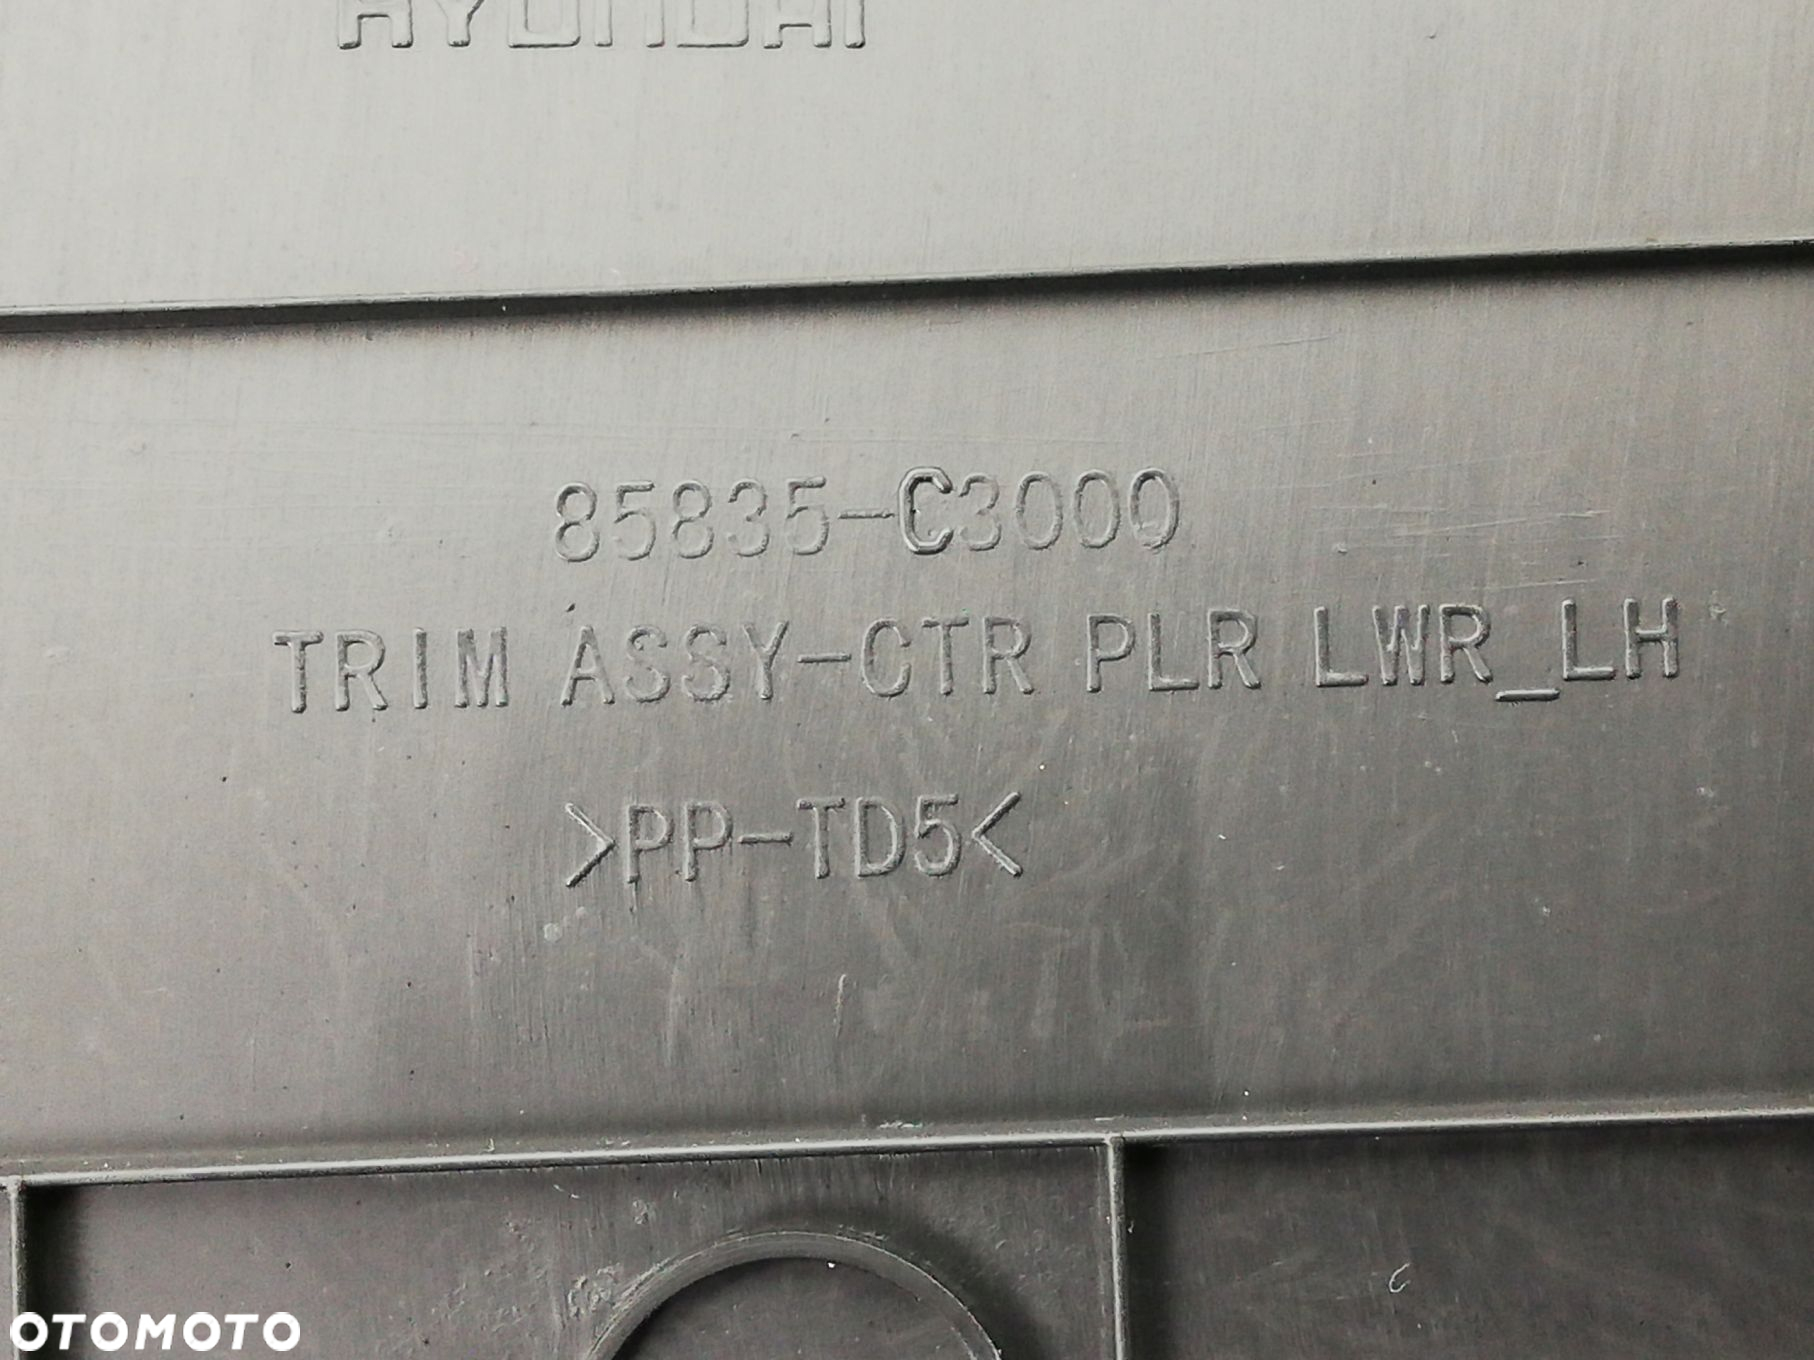 HYUNDAI
85835-C3000
TRIM ASSY-CTR PLR LWR_LH
>PP-TD5<
OTOMOTO